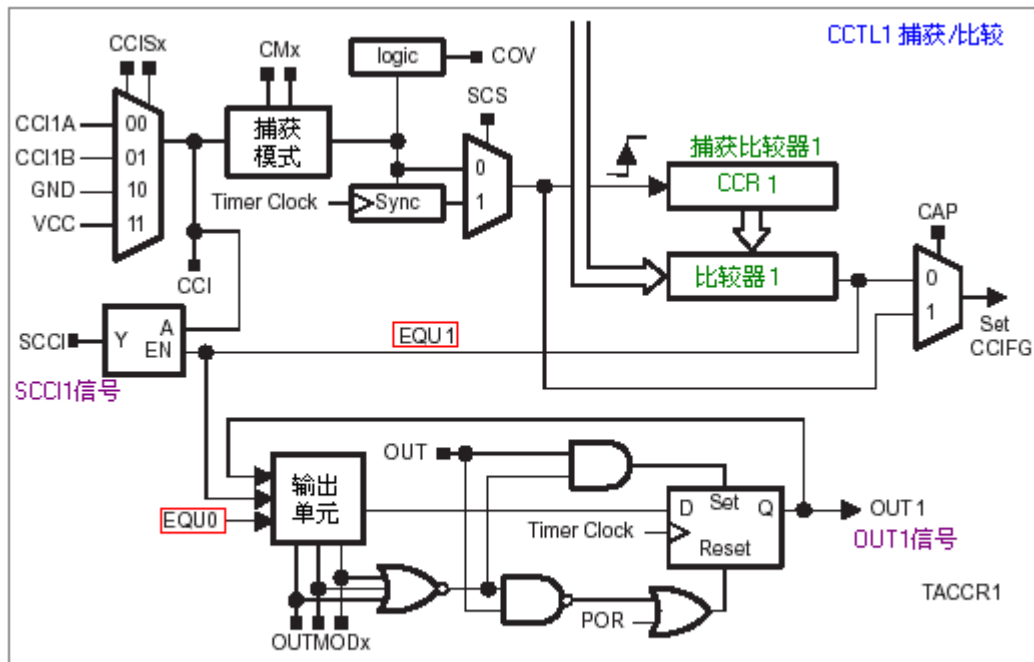 CCTL1 捕获/比较
CCISx
CMx
logic
COV
SCS
CCI1A
CCI1B
GND
VCC
00
01
10
11
捕获
模式
Timer Clock
Sync
0
1
捕获比较器1
CCR 1
比较器1
CAP
0
1
Set
CCIFG
CCI
SCCI
Y
A
EN
SCCI1信号
EQU1
OUT
输出
单元
EQU0
D
Set
Q
Timer Clock
Reset
OUT1
OUT1信号
POR
OUTMODx
TACCR1